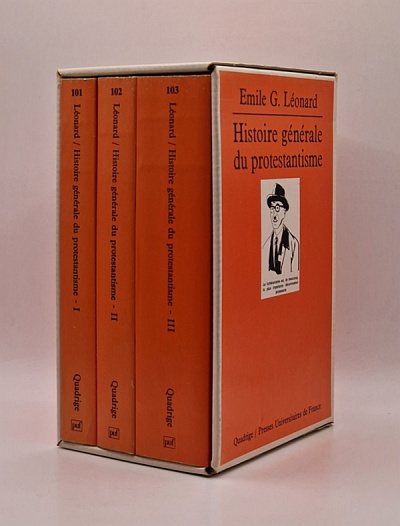 101
Léonard / Histoire générale du protestantisme - I
Quadrige
puf
102
Léonard / Histoire générale du protestantisme - II
Quadrige
puf
103
Léonard / Histoire générale du protestantisme - III
Quadrige
puf
Emile G. Léonard
Histoire générale
du protestantisme
Quadrige / Presses Universitaires de France